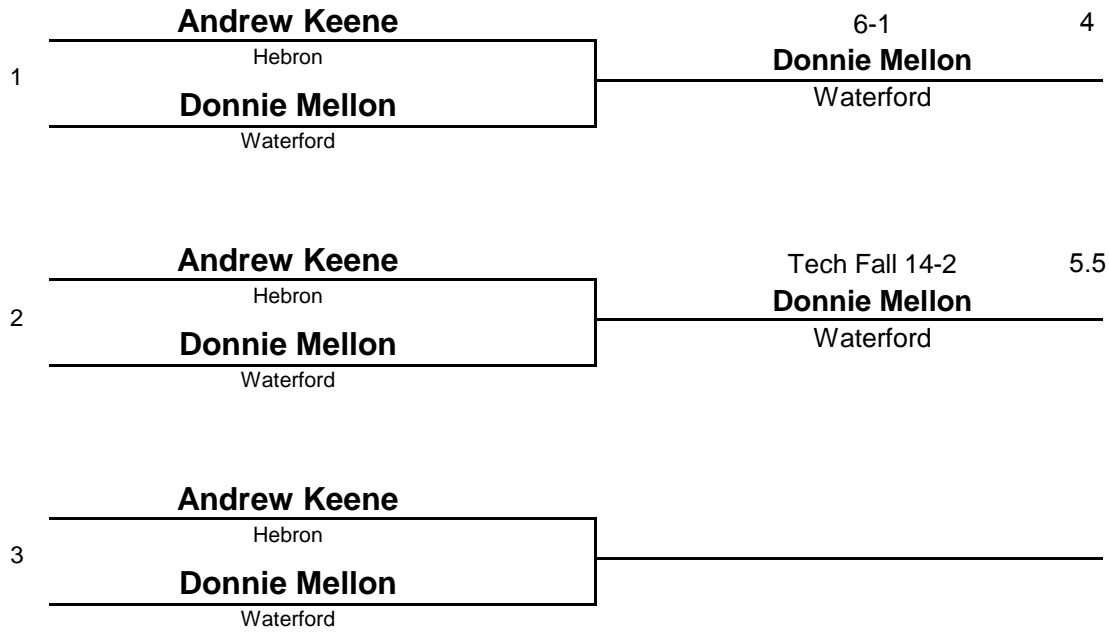 Andrew Keene
6-1
4
Hebron
Donnie Mellon
1
Donnie Mellon
Waterford
Waterford
Andrew Keene
Tech Fall 14-2
5.5
Hebron
Donnie Mellon
2
Donnie Mellon
Waterford
Waterford
Andrew Keene
Hebron
3
Donnie Mellon
Waterford